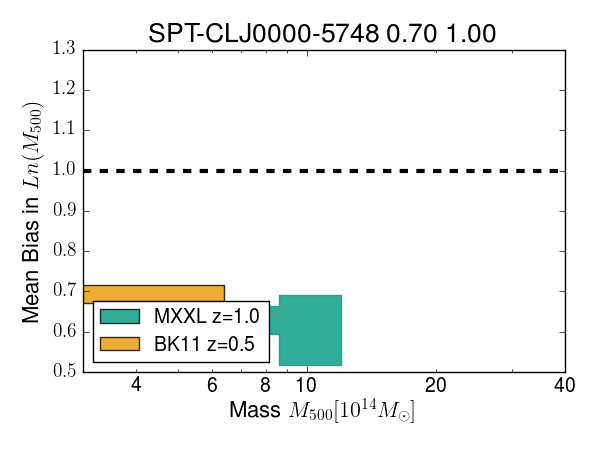 SPT-CLJ0000-5748 0.70 1.00
Mean Bias in Ln(M500)
1.3
1.2
1.1
1.0
0.9
0.8
0.7
0.6
0.5
MXXL z=1.0
BK11 z=0.5
4 6 8 10 20 40
Mass M500[10^14 M⊙]